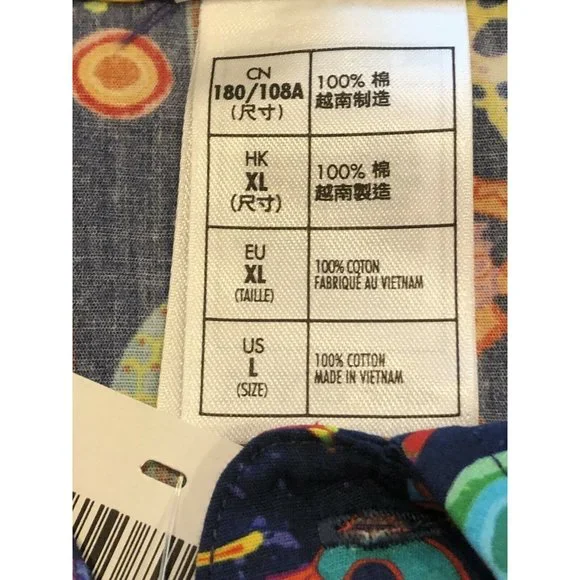 CN
180/108A
(尺寸)
100% 棉
越南制造
HK
XL
(尺寸)
100% 棉
越南製造
EU
XL
(TAILLE)
100% COTON
FABRIQUÉ AU VIETNAM
US
L
(SIZE)
100% COTTON
MADE IN VIETNAM